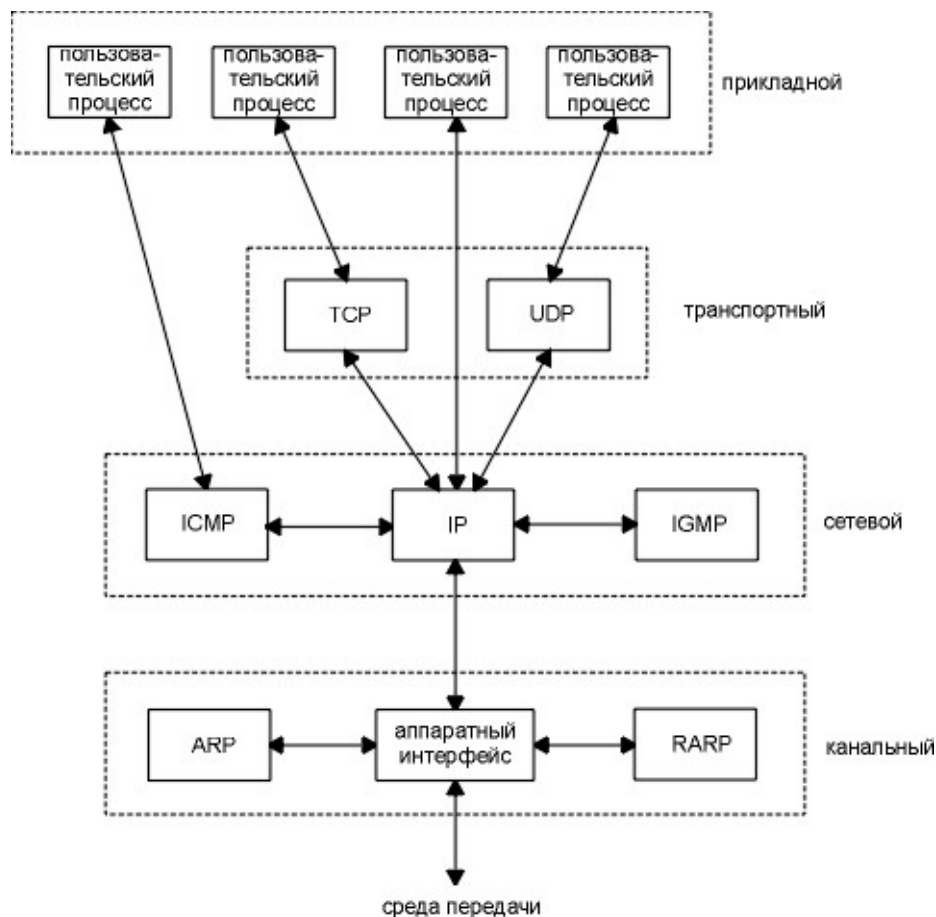 пользова-
тельский
процесс
пользова-
тельский
процесс
пользова-
тельский
процесс
пользова-
тельский
процесс
прикладной
TCP
UDP
транспортный
ICMP
IP
IGMP
сетевой
ARP
аппаратный
интерфейс
RARP
канальный
среда передачи